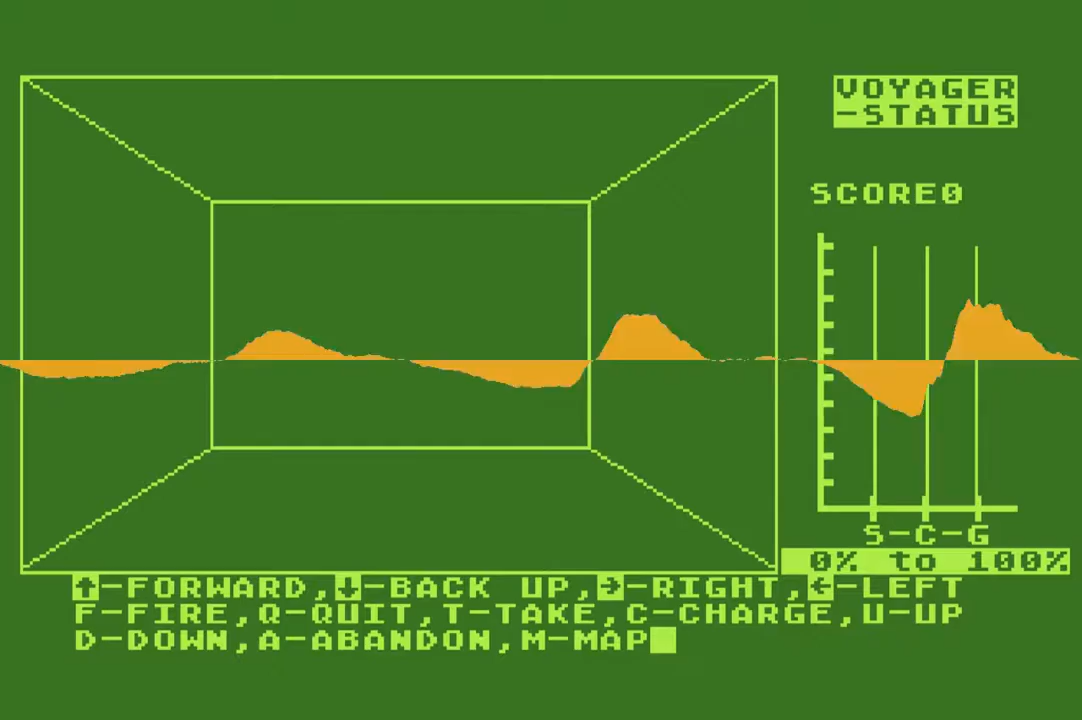 VOYAGER
-STATUS
SCORE0
S-C-G
0% to 100%
↑-FORWARD,↓-BACK UP,→-RIGHT,←-LEFT
F-FIRE,Q-QUIT,T-TAKE,C-CHARGE,U-UP
D-DOWN,A-ABANDON,M-MAP